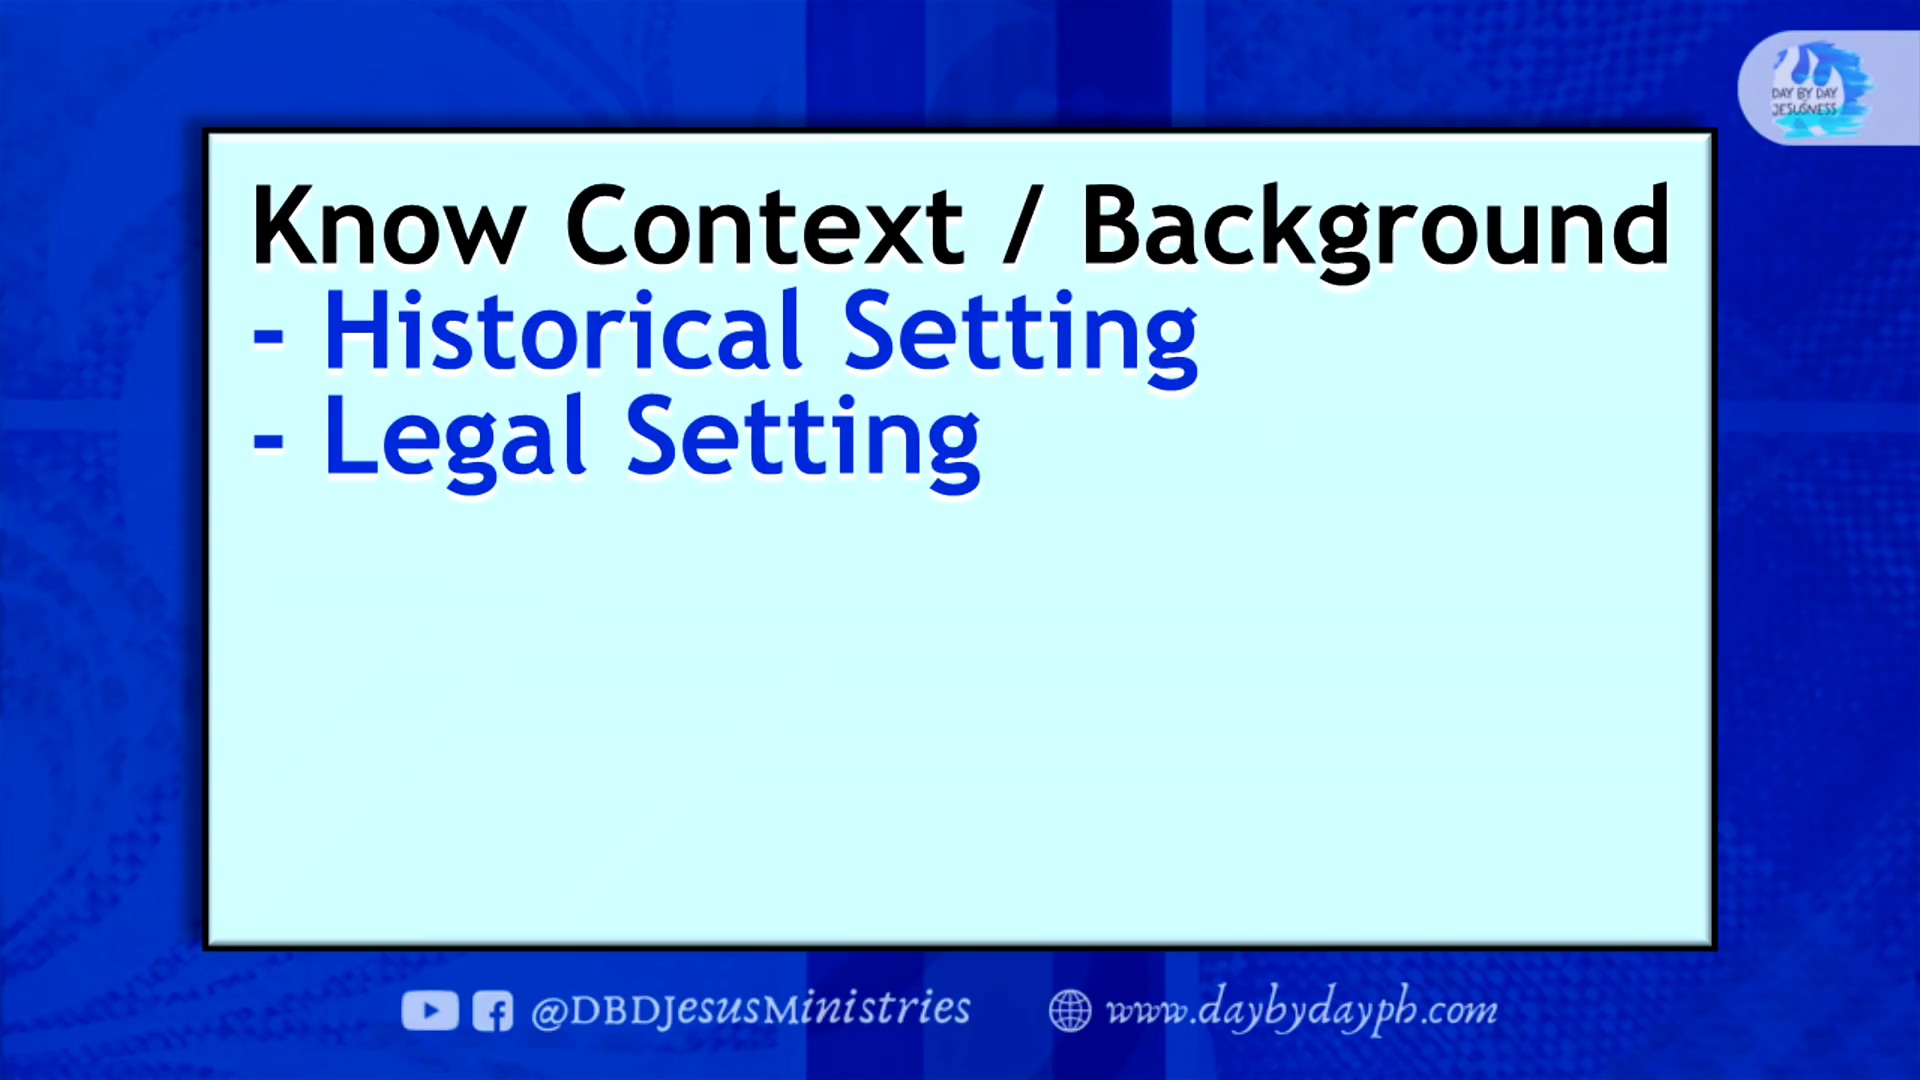 DAY BY DAY
JESUSNESS
Know Context / Background
- Historical Setting
- Legal Setting
@DBDJesusMinistries
www.daybydayph.com